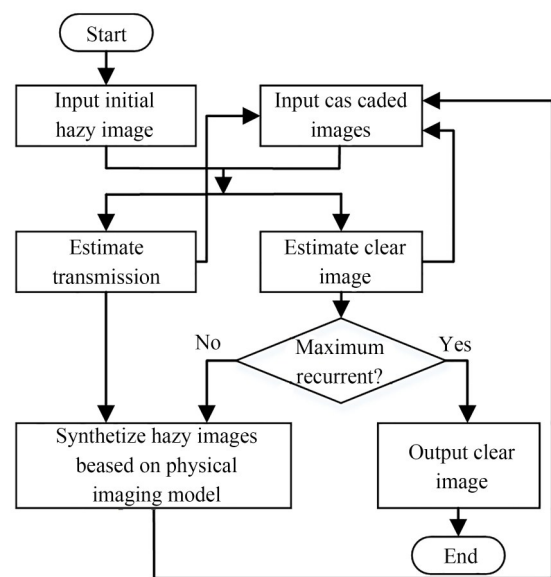 Start
Input initial
hazy image
Input cas caded
images
Estimate
transmission
Estimate clear
image
No
Maximum
recurrent?
Yes
Synthetize hazy images
beased on physical
imaging model
Output clear
image
End